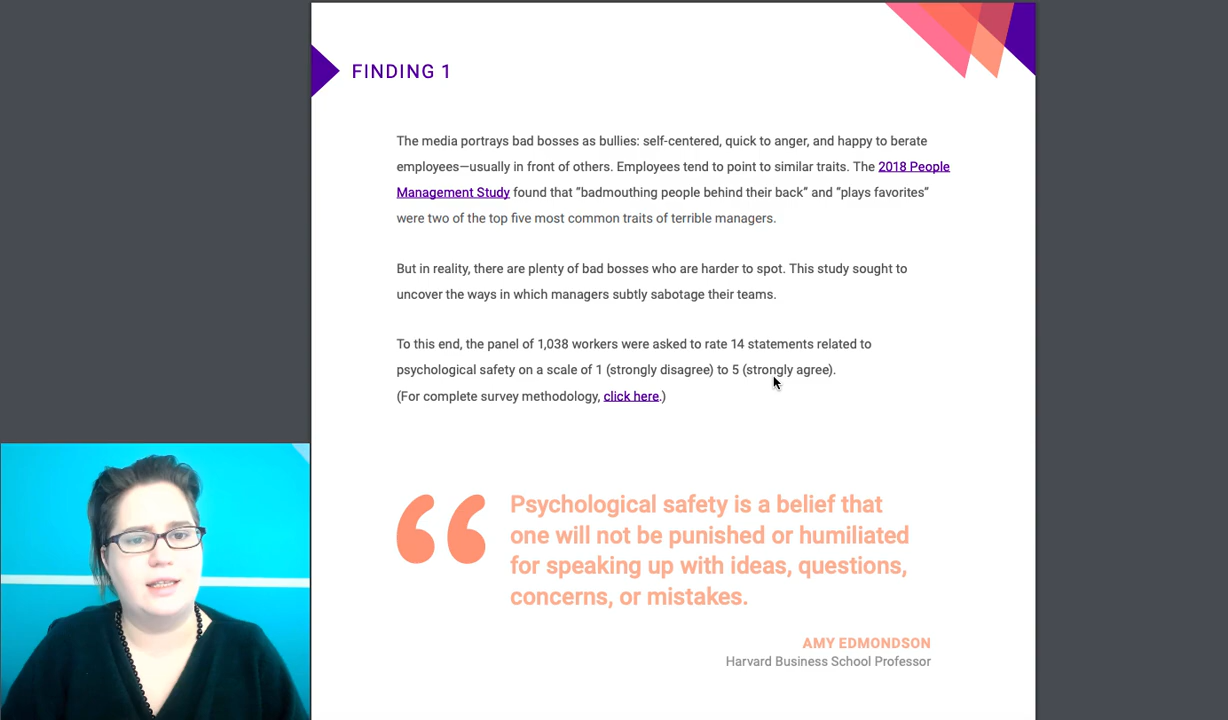 FINDING 1
The media portrays bad bosses as bullies: self-centered, quick to anger, and happy to berate
employees—usually in front of others. Employees tend to point to similar traits. The 2018 People
Management Study found that “badmouthing people behind their back” and “plays favorites”
were two of the top five most common traits of terrible managers.
But in reality, there are plenty of bad bosses who are harder to spot. This study sought to
uncover the ways in which managers subtly sabotage their teams.
To this end, the panel of 1,038 workers were asked to rate 14 statements related to
psychological safety on a scale of 1 (strongly disagree) to 5 (strongly agree).
(For complete survey methodology, click here.)
“Psychological safety is a belief that
one will not be punished or humiliated
for speaking up with ideas, questions,
concerns, or mistakes.
AMY EDMONDSON
Harvard Business School Professor